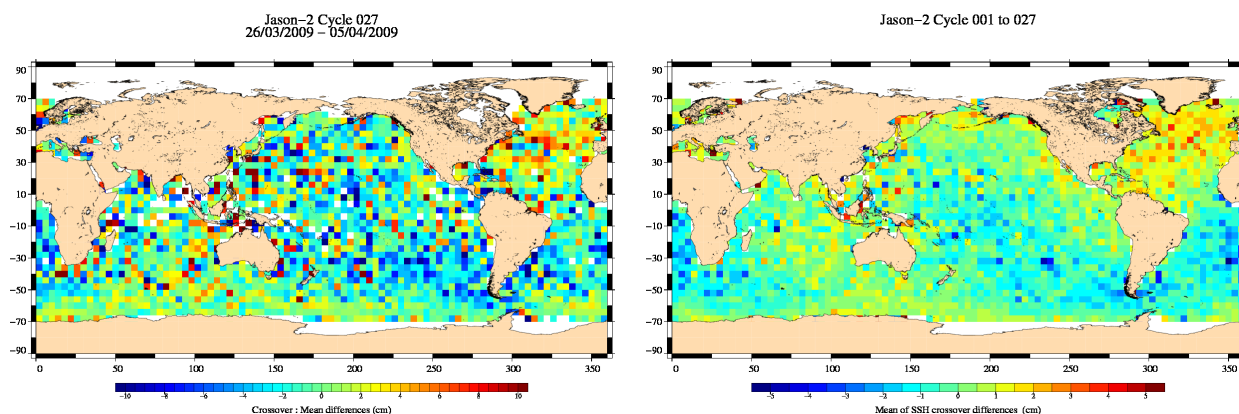 Jason−2 Cycle 027
26/03/2009 − 05/04/2009
90
70
50
30
10
−10
−30
−50
−70
−90
0 50 100 150 200 250 300 350
−10 −8 −6 −4 −2 0 2 4 6 8 10
Crossover : Mean differences (cm)
Jason−2 Cycle 001 to 027
90
70
50
30
10
−10
−30
−50
−70
−90
0 50 100 150 200 250 300 350
−5 −4 −3 −2 −1 0 1 2 3 4 5
Mean of SSH crossover differences (cm)